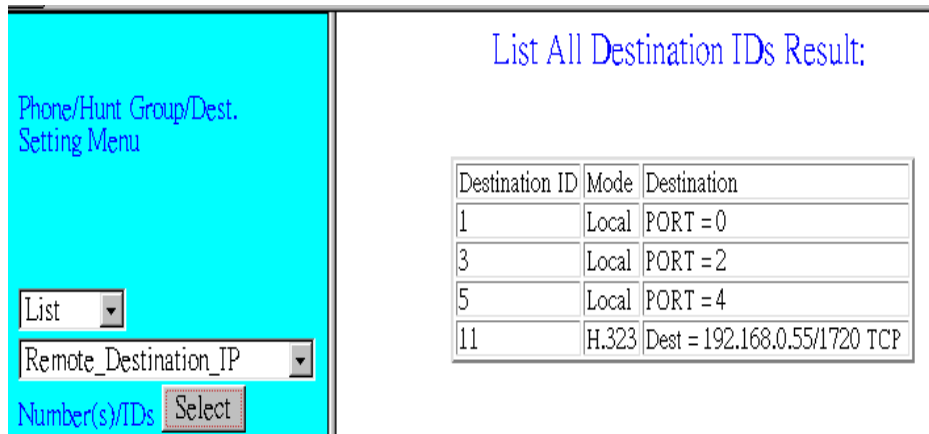 Phone/Hunt Group/Dest.
Setting Menu
List
Remote_Destination_IP
Number(s)/IDs Select
List All Destination IDs Result:
Destination ID Mode Destination
1 Local PORT = 0
3 Local PORT = 2
5 Local PORT = 4
11 H.323 Dest = 192.168.0.55/1720 TCP